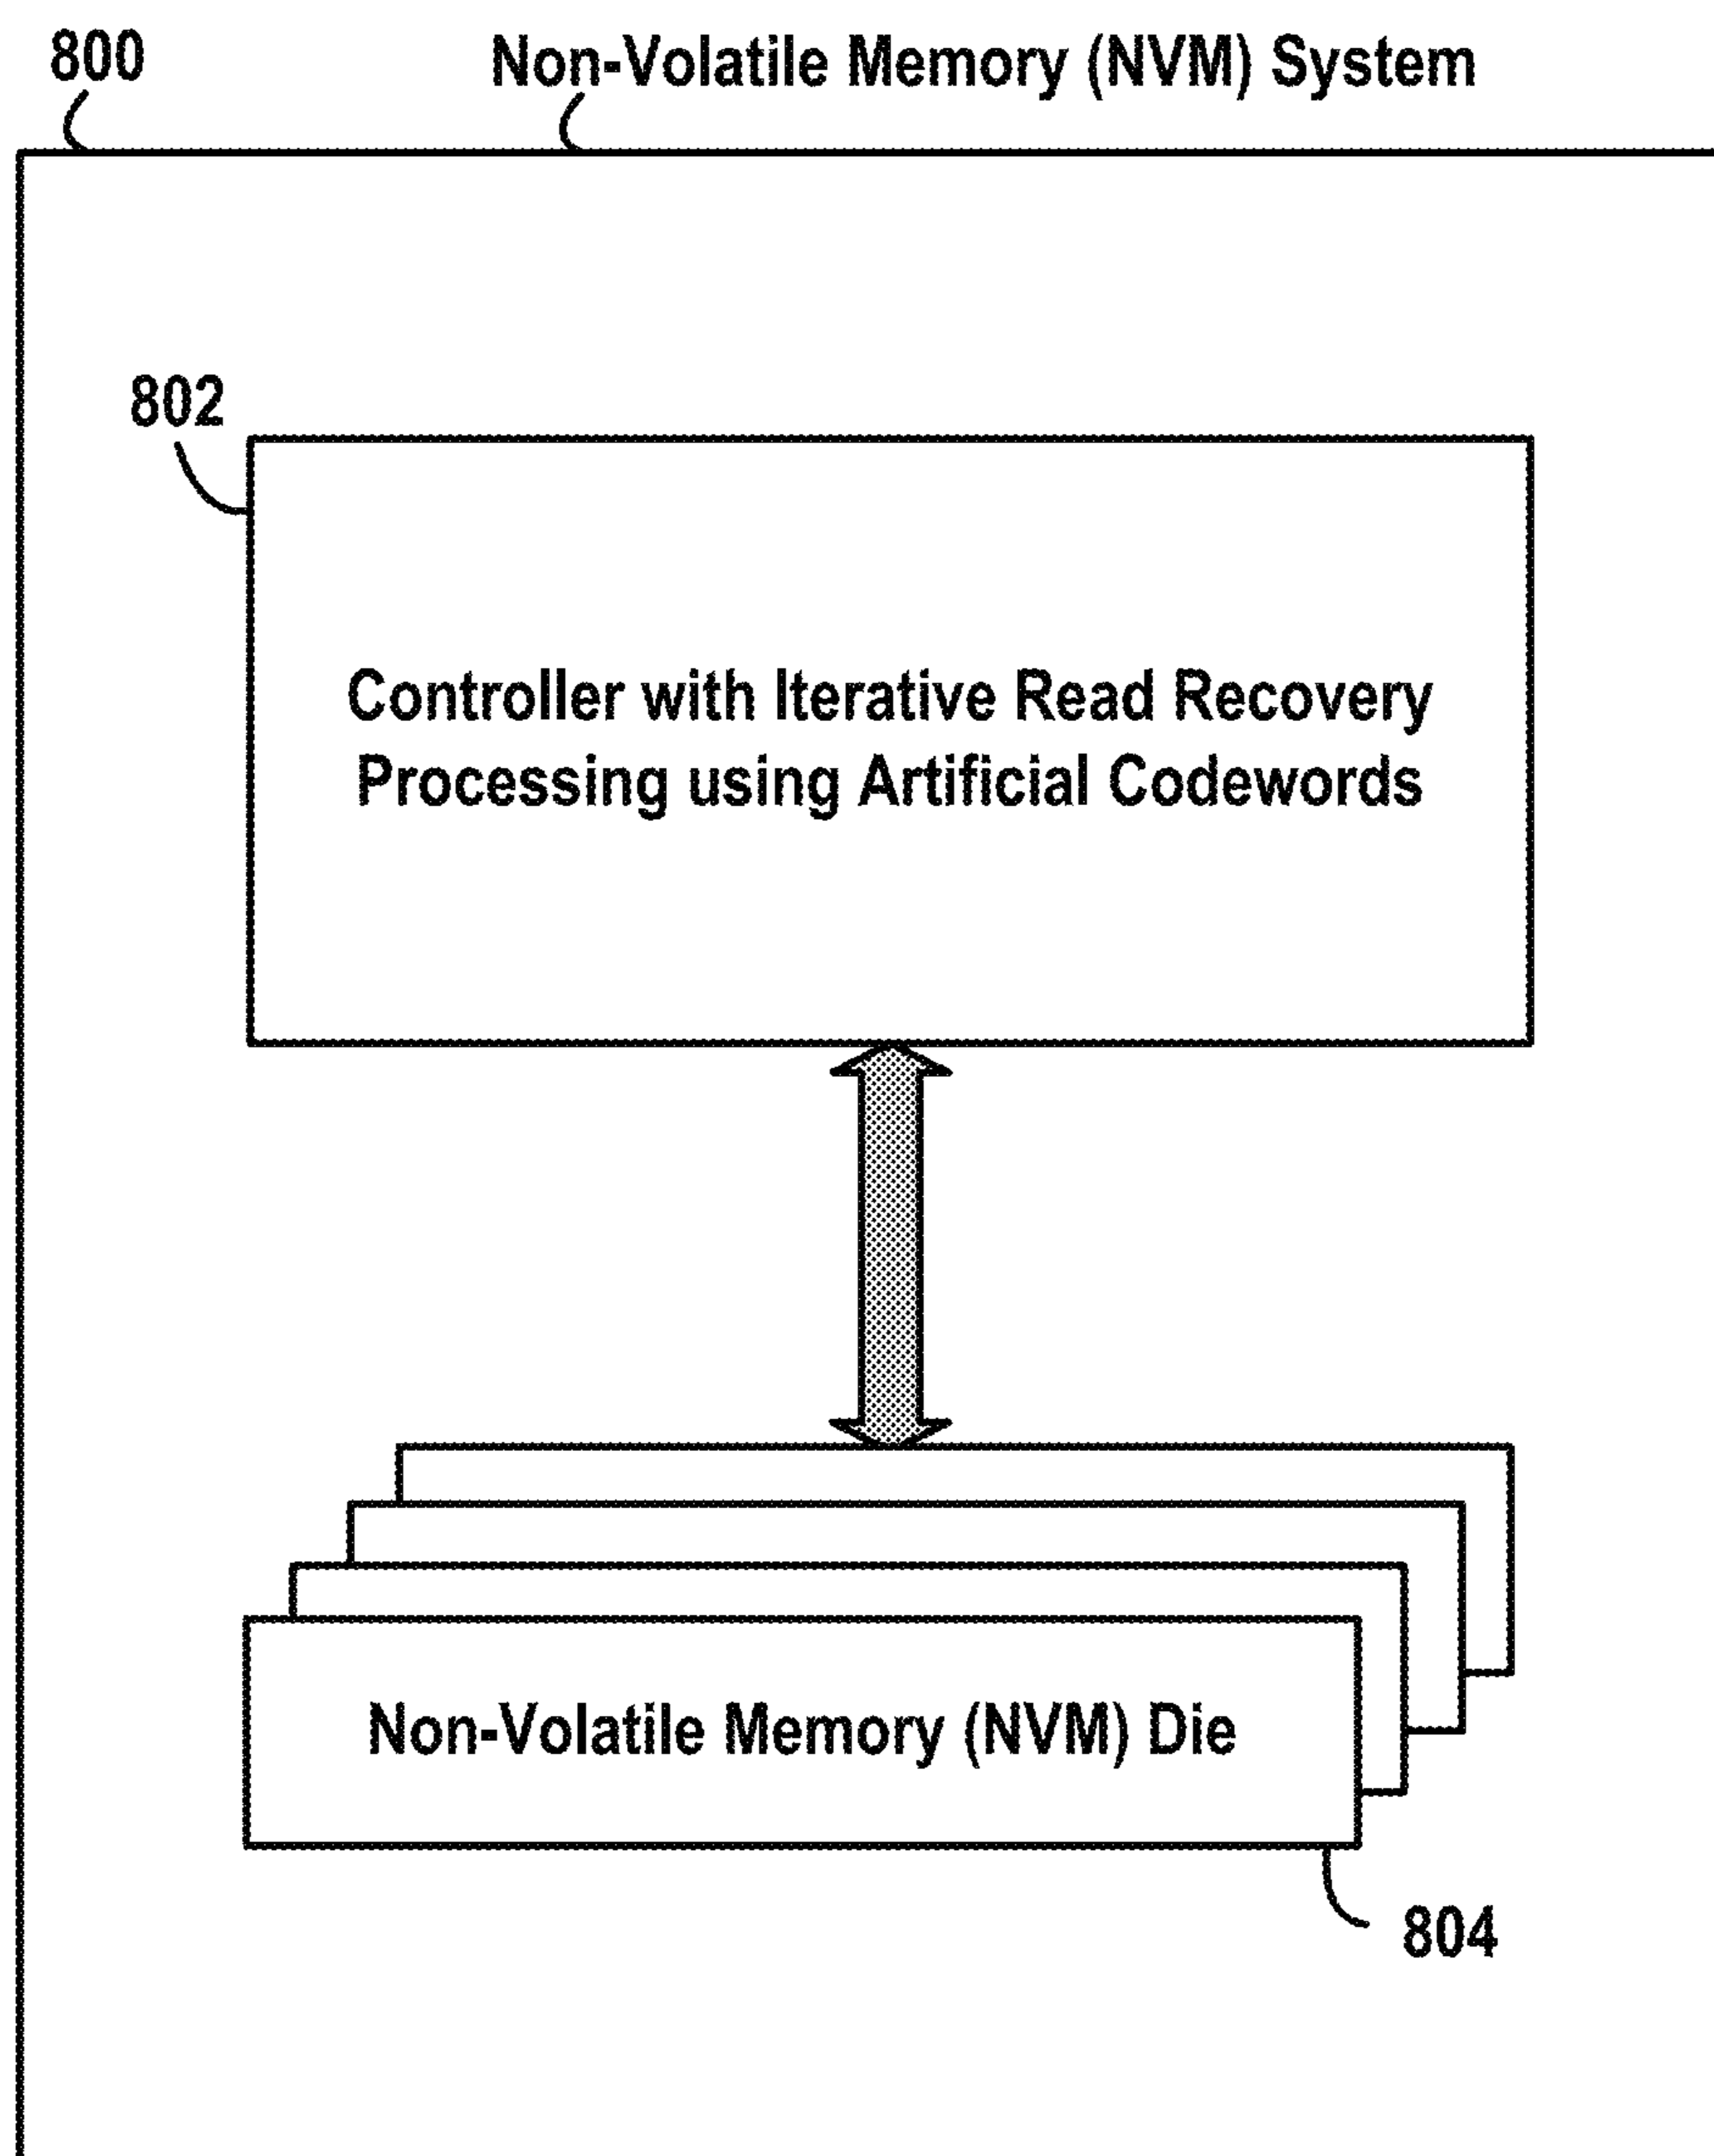 800
Non-Volatile Memory (NVM) System
802
Controller with Iterative Read Recovery
Processing using Artificial Codewords
Non-Volatile Memory (NVM) Die
804